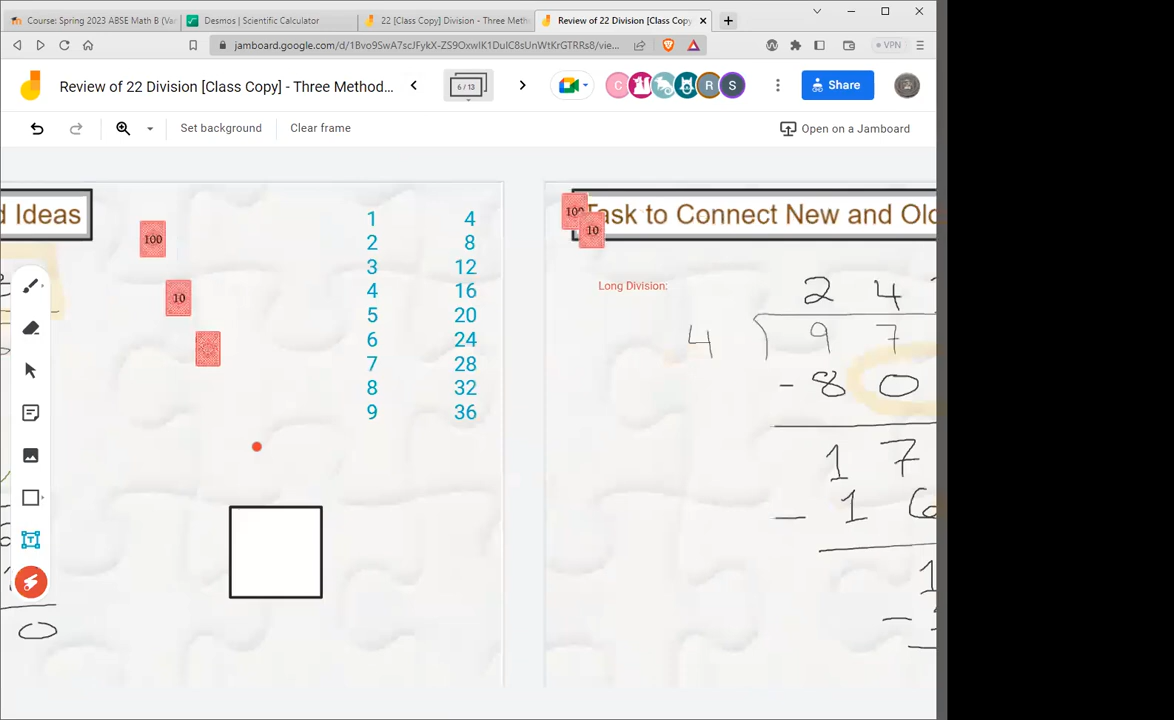 Course: Spring 2023 ABSE Math B (Va
Desmos | Scientific Calculator
22 [Class Copy] Division - Three Meth
Review of 22 Division [Class Copy
jamboard.google.com/d/1Bvo9SwA7scJFykX-ZS9OxwIK1DulC8sUnWtKrGTRRs8/vie...
VPN
Review of 22 Division [Class Copy] - Three Method...
6 / 13
C
R
S
Share
Set background
Clear frame
Open on a Jamboard
d Ideas
100
10
1 4
2 8
3 12
4 16
5 20
6 24
7 28
8 32
9 36
0
100
10
Task to Connect New and Old
Long Division:
2 4
4 9 7
- 8 0
1 7
- 1 6
1
-